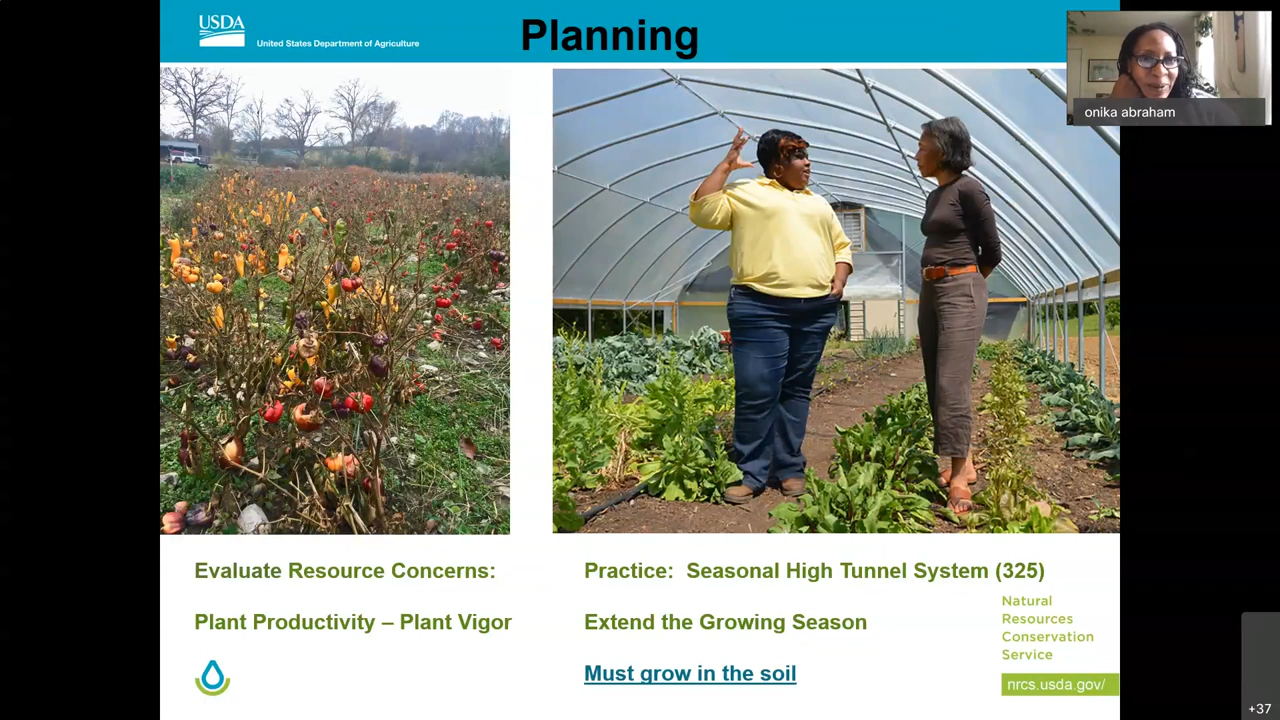 USDA
United States Department of Agriculture
Planning
onika abraham
Evaluate Resource Concerns:
Plant Productivity – Plant Vigor
Practice: Seasonal High Tunnel System (325)
Extend the Growing Season
Must grow in the soil
Natural
Resources
Conservation
Service
nrcs.usda.gov/
+37